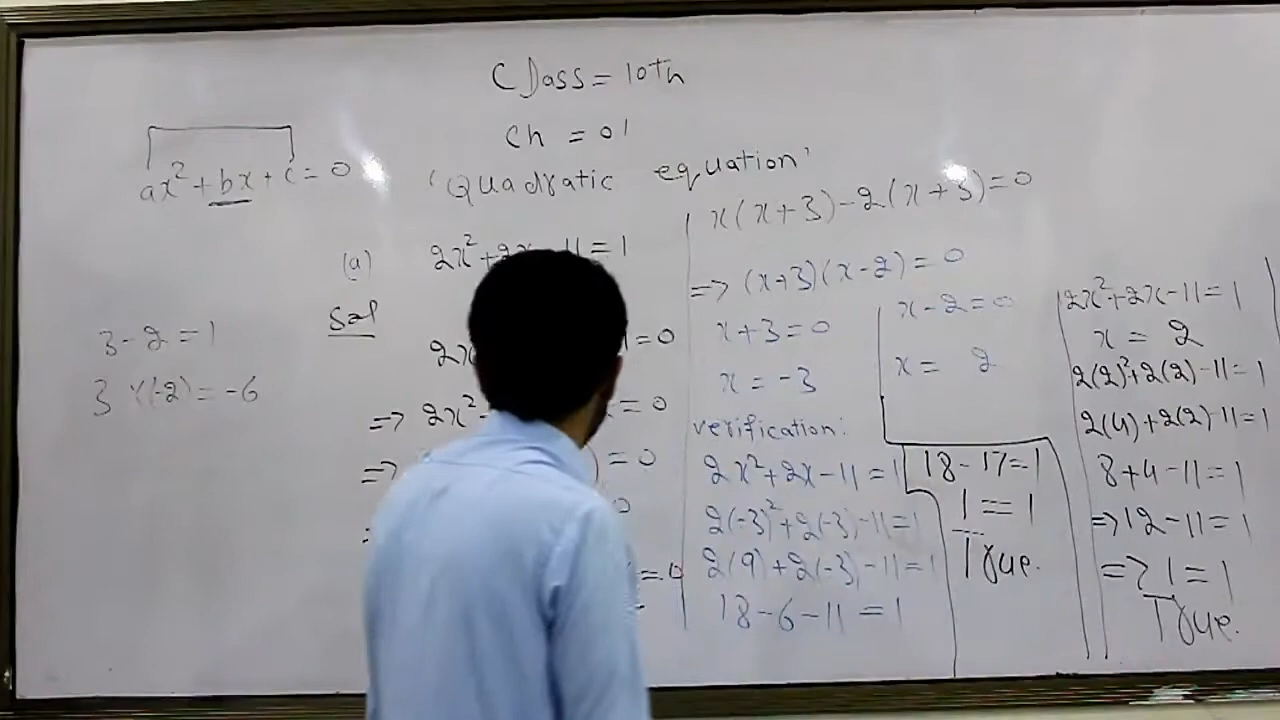 Class = 10th
Ch = 01
'Quadratic equation'
ax² + bx + c = 0
3 - 2 = 1
3 × (-2) = -6
(a) 2x² + 2x - 11 = 1
Sol
2x = 0
=> 2x² = 0
=> ) = 0
0
= 0
x(x+3) - 2(x+3) = 0
=> (x+3)(x-2) = 0
x+3 = 0
x = -3
x - 2 = 0
x = 2
verification:
2x² + 2x - 11 = 1
2(-3)² + 2(-3) - 11 = 1
2(9) + 2(-3) - 11 = 1
18 - 6 - 11 = 1
18 - 17 = 1
1 = 1
True.
2x² + 2x - 11 = 1
x = 2
2(2)² + 2(2) - 11 = 1
2(4) + 2(2) - 11 = 1
8 + 4 - 11 = 1
=> 12 - 11 = 1
=> 1 = 1
True.